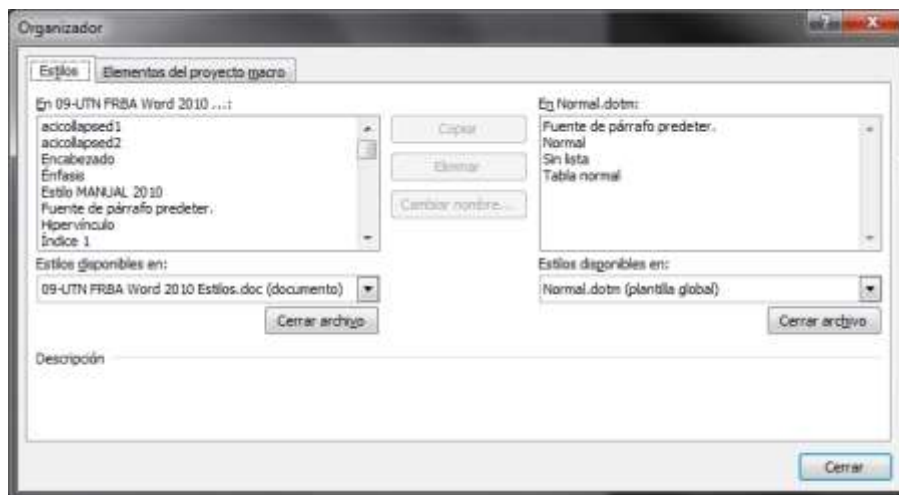 Organizador
Estilos
Elementos del proyecto macro
En 09-UTN FRBA Word 2010 ...:
acicollapsed1
acicollapsed2
Encabezado
Énfasis
Estilo MANUAL 2010
Fuente de párrafo predeter.
Hipervínculo
Índice 1
Estilos disponibles en:
09-UTN FRBA Word 2010 Estilos.doc (documento)
Cerrar archivo
Copiar
Eliminar
Cambiar nombre...
En Normal.dotm:
Fuente de párrafo predeter.
Normal
Sin lista
Tabla normal
Estilos disponibles en:
Normal.dotm (plantilla global)
Cerrar archivo
Descripción
Cerrar